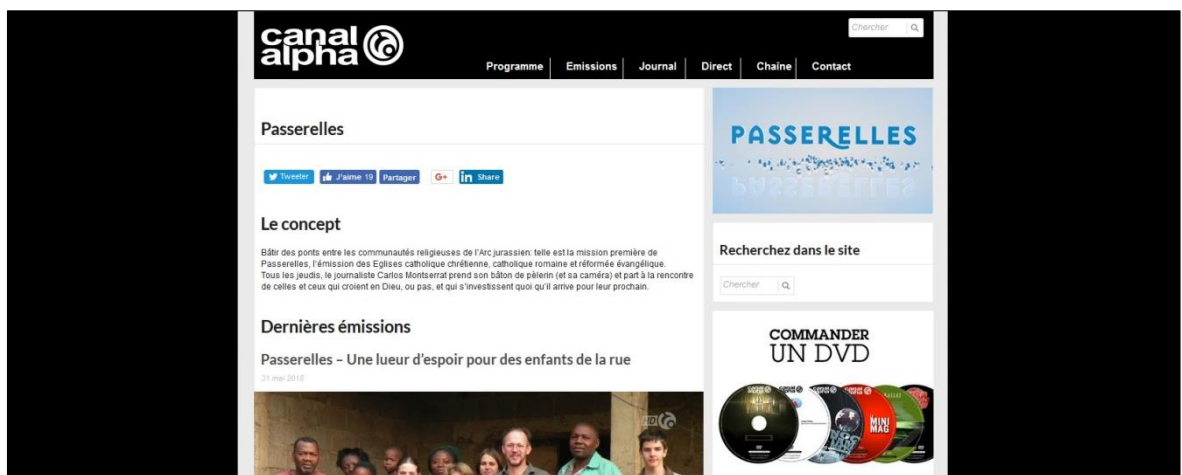 canal
alpha
Chercher
Programme Emissions Journal Direct Chaîne Contact
Passerelles
Tweeter J'aime 19 Partager G+ in Share
Le concept
Bâtir des ponts entre les communautés religieuses de l'Arc jurassien: telle est la mission première de
Passerelles, l'émission des Eglises catholique chrétienne, catholique romaine et réformée évangélique.
Tous les jeudis, le journaliste Carlos Montserrat prend son bâton de pèlerin (et sa caméra) et part à la rencontre
de celles et ceux qui croient en Dieu, ou pas, et qui s'investissent quoi qu'il arrive pour leur prochain.
Dernières émissions
Passerelles – Une lueur d'espoir pour des enfants de la rue
31 mai 2016
HD
PASSERELLES
Recherchez dans le site
Chercher
COMMANDER
UN DVD
canal alpha
MINI
MAG